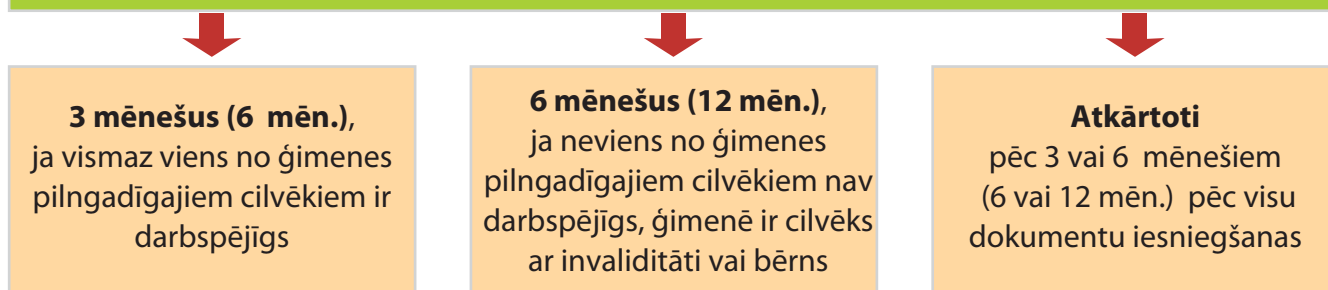 3 mēnešus (6 mēn.),
ja vismaz viens no ģimenes
pilngadīgajiem cilvēkiem ir
darbspējīgs
6 mēnešus (12 mēn.),
ja neviens no ģimenes
pilngadīgajiem cilvēkiem nav
darbspējīgs, ģimenē ir cilvēks
ar invaliditāti vai bērns
Atkārtoti
pēc 3 vai 6 mēnešiem
(6 vai 12 mēn.) pēc visu
dokumentu iesniegšanas